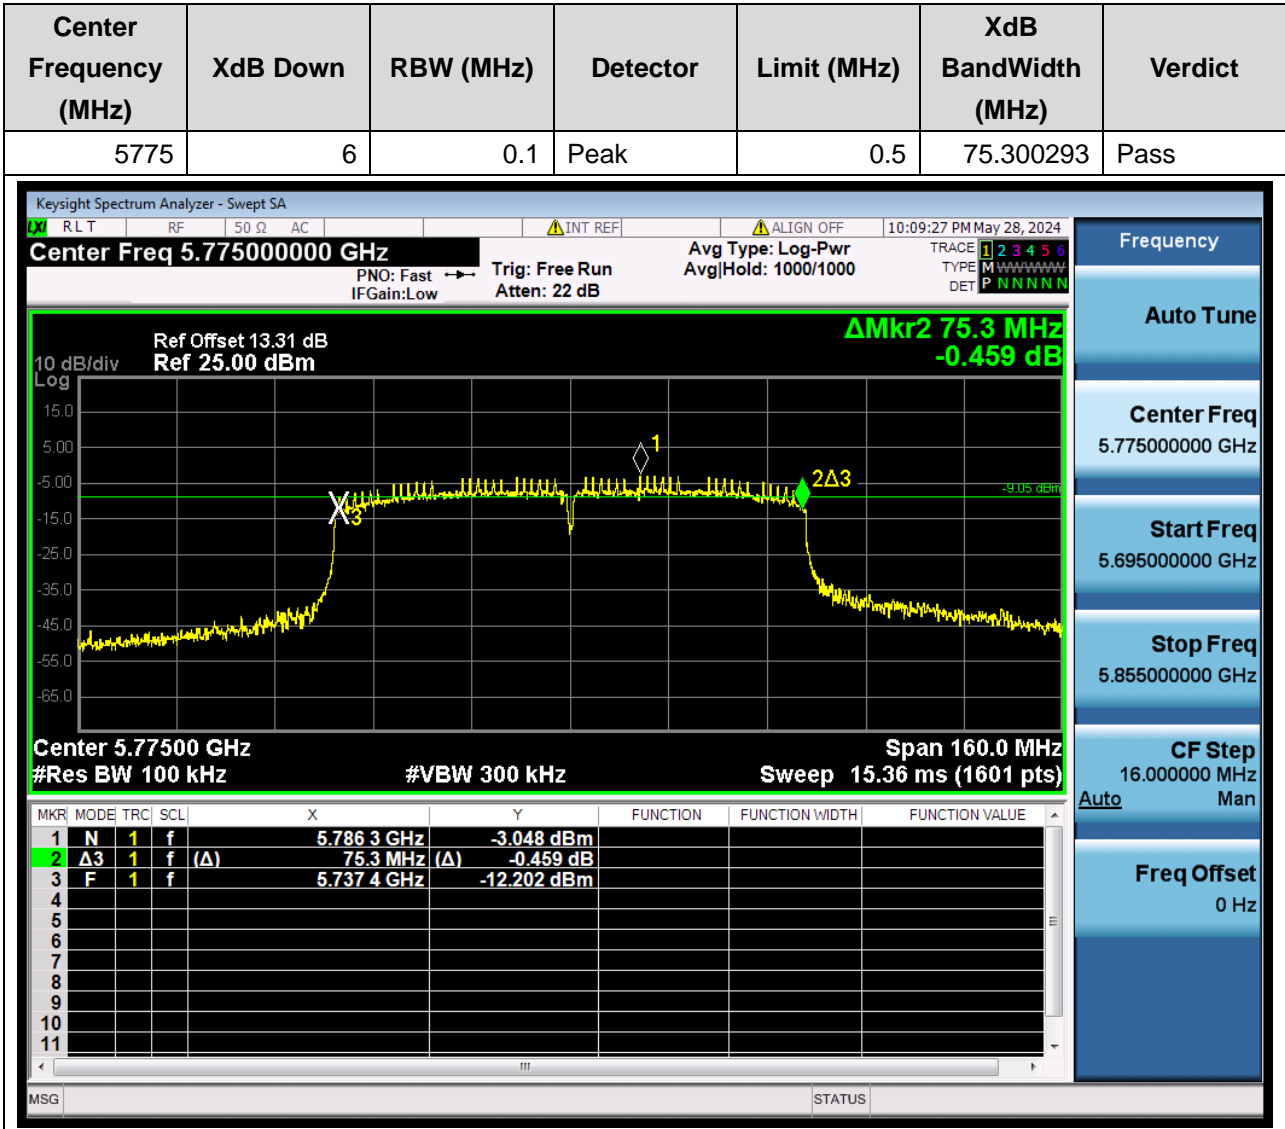 Center Frequency (MHz) XdB Down RBW (MHz) Detector Limit (MHz) XdB BandWidth (MHz) Verdict
5775 6 0.1 Peak 0.5 75.300293 Pass
Keysight Spectrum Analyzer - Swept SA
LXI RLT RF 50 Ω AC INT REF ALIGN OFF 10:09:27 PM May 28, 2024
Center Freq 5.775000000 GHz
PNO: Fast
IFGain:Low
Trig: Free Run
Atten: 22 dB
Avg Type: Log-Pwr
Avg|Hold: 1000/1000
TRACE 1 2 3 4 5 6
TYPE M WWWWW
DET P N N N N N
ΔMkr2 75.3 MHz
-0.459 dB
Ref Offset 13.31 dB
10 dB/div Ref 25.00 dBm
Log
15.0
5.00
-5.00
-15.0
-25.0
-35.0
-45.0
-55.0
-65.0
1
2Δ3
-9.05 dBm
X3
Center 5.77500 GHz Span 160.0 MHz
#Res BW 100 kHz #VBW 300 kHz Sweep 15.36 ms (1601 pts)
MKR MODE TRC SCL X Y FUNCTION FUNCTION WIDTH FUNCTION VALUE
1 N 1 f 5.786 3 GHz -3.048 dBm
2 Δ3 1 f (Δ) 75.3 MHz (Δ) -0.459 dB
3 F 1 f 5.737 4 GHz -12.202 dBm
4
5
6
7
8
9
10
11
MSG STATUS
Frequency
Auto Tune
Center Freq
5.775000000 GHz
Start Freq
5.695000000 GHz
Stop Freq
5.855000000 GHz
CF Step
16.000000 MHz
Auto Man
Freq Offset
0 Hz